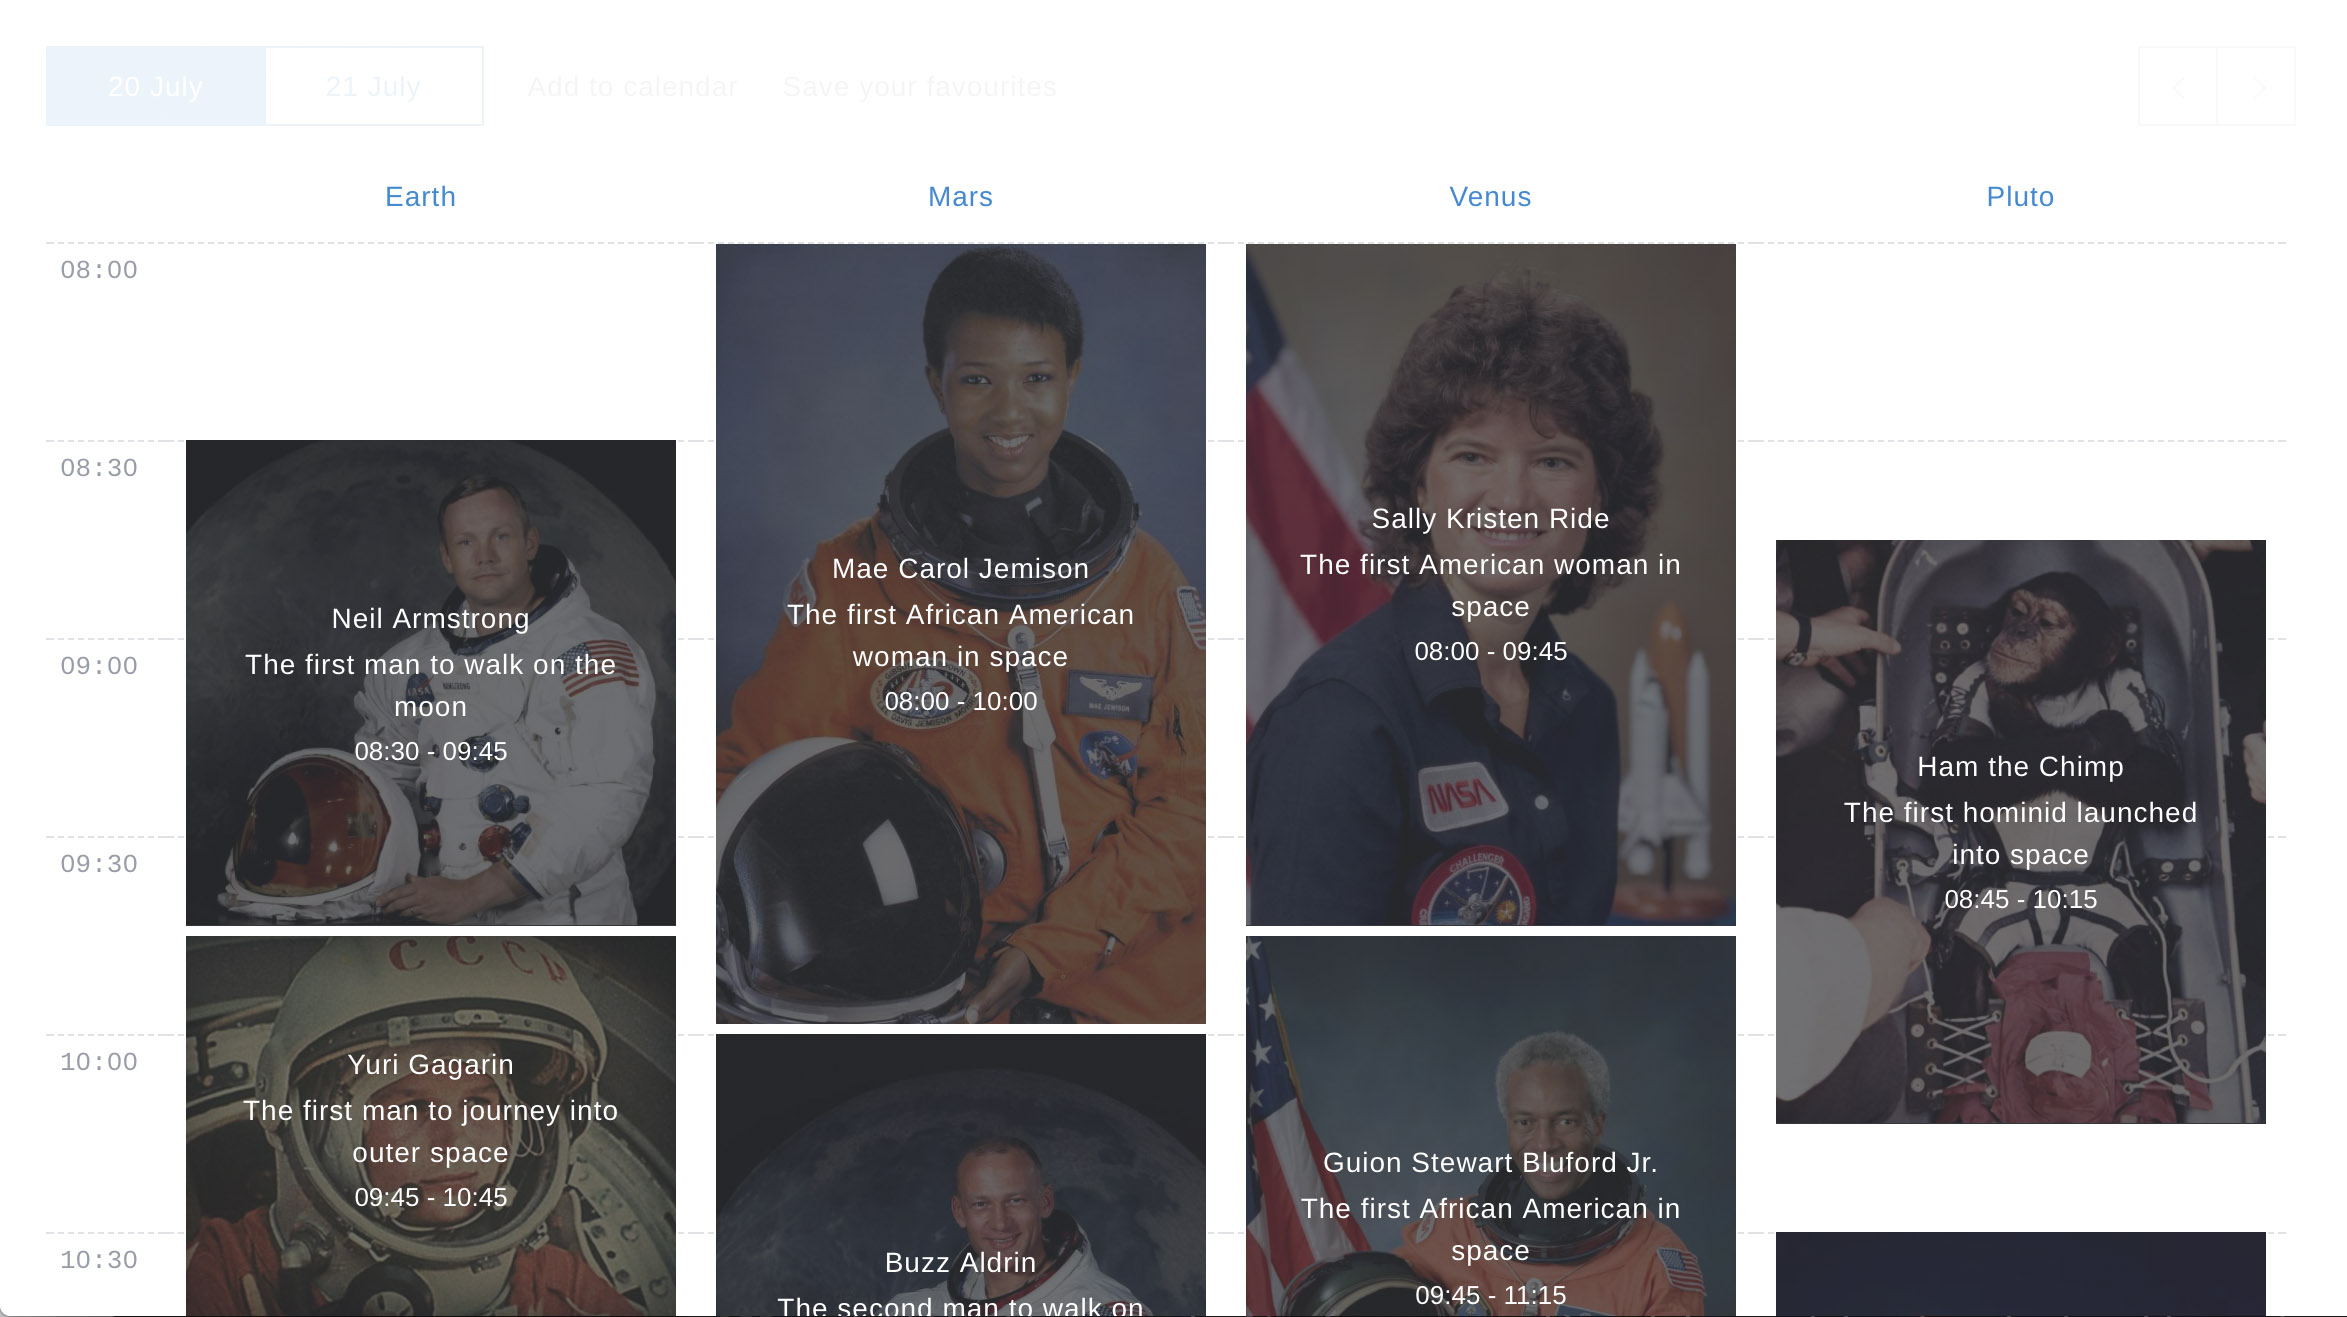 20 July
21 July
Add to calendar
Save your favourites
Earth
Mars
Venus
Pluto
08:00
08:30
09:00
09:30
10:00
10:30
Neil Armstrong
The first man to walk on the
moon
08:30 - 09:45
CCCP
Yuri Gagarin
The first man to journey into
outer space
09:45 - 10:45
Mae Carol Jemison
The first African American
woman in space
08:00 - 10:00
MAE JEMISON
Buzz Aldrin
The second man to walk on
Sally Kristen Ride
The first American woman in
space
08:00 - 09:45
NASA
CHALLENGER
Guion Stewart Bluford Jr.
The first African American in
space
09:45 - 11:15
Ham the Chimp
The first hominid launched
into space
08:45 - 10:15